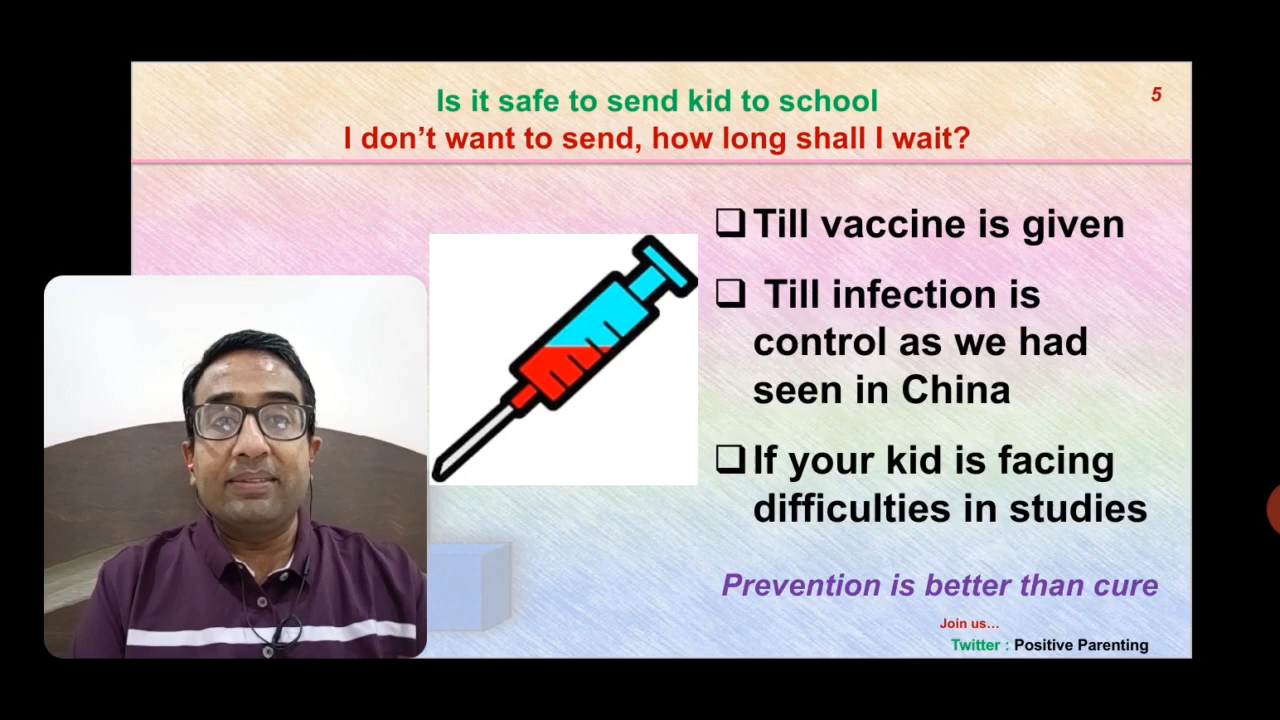 Is it safe to send kid to school
5
I don’t want to send, how long shall I wait?
❑ Till vaccine is given
❑ Till infection is
control as we had
seen in China
❑ If your kid is facing
difficulties in studies
Prevention is better than cure
Join us…
Twitter : Positive Parenting